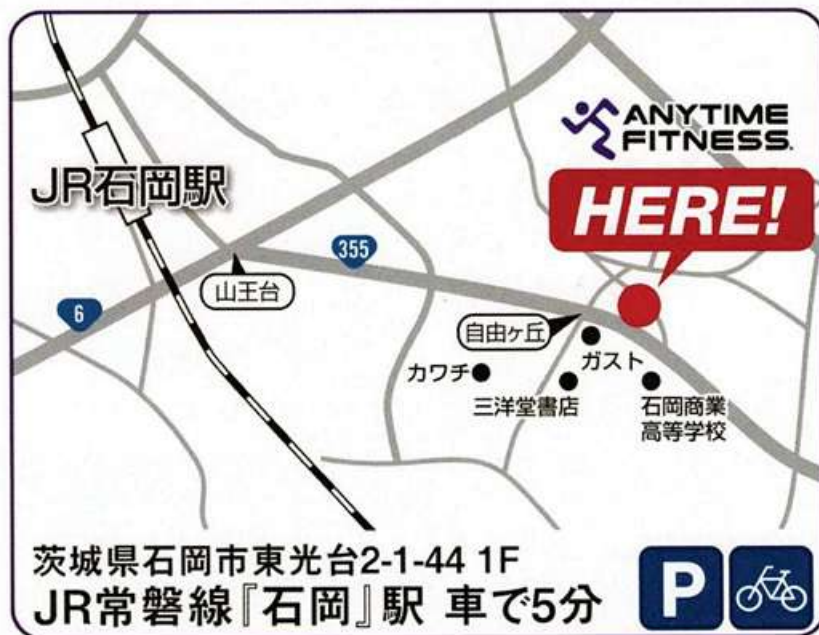 ANYTIME
FITNESS.
HERE!
JR石岡駅
355
山王台
6
自由ヶ丘
ガスト
カワチ
三洋堂書店
石岡商業
高等学校
茨城県石岡市東光台2-1-44 1F
JR常磐線『石岡』駅 車で5分
P